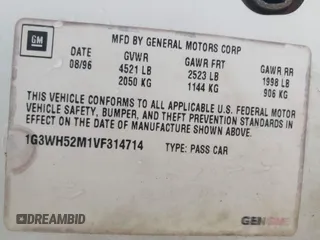 GM
MFD BY GENERAL MOTORS CORP
DATE GVWR GAWR FRT GAWR RR
08/96 4521 LB 2523 LB 1998 LB
2050 KG 1144 KG 906 KG
THIS VEHICLE CONFORMS TO ALL APPLICABLE U.S. FEDERAL MOTOR
VEHICLE SAFETY, BUMPER, AND THEFT PREVENTION STANDARDS IN
EFFECT ON THE DATE OF MANUFACTURE SHOWN ABOVE.
1G3WH52M1VF314714 TYPE: PASS CAR
DREAMBID